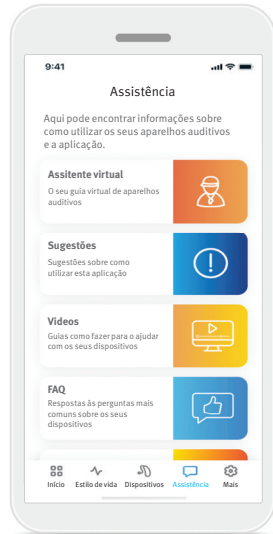 9:41
Assistência
Aqui pode encontrar informações sobre
como utilizar os seus aparelhos auditivos
e a aplicação.
Assitente virtual
O seu guia virtual de aparelhos
auditivos
Sugestões
Sugestões sobre como
utilizar esta aplicação
Videos
Guias como fazer para o ajudar
com os seus dispositivos
FAQ
Respostas às perguntas mais
comuns sobre os seus
dispositivos
Início Estilo de vida Dispositivos Assistência Mais